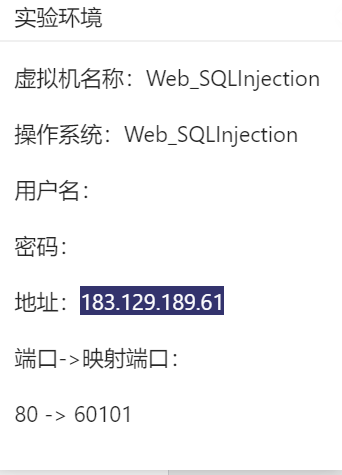 实验环境
虚拟机名称：Web_SQLInjection
操作系统：Web_SQLInjection
用户名：
密码：
地址：183.129.189.61
端口->映射端口：
80 -> 60101